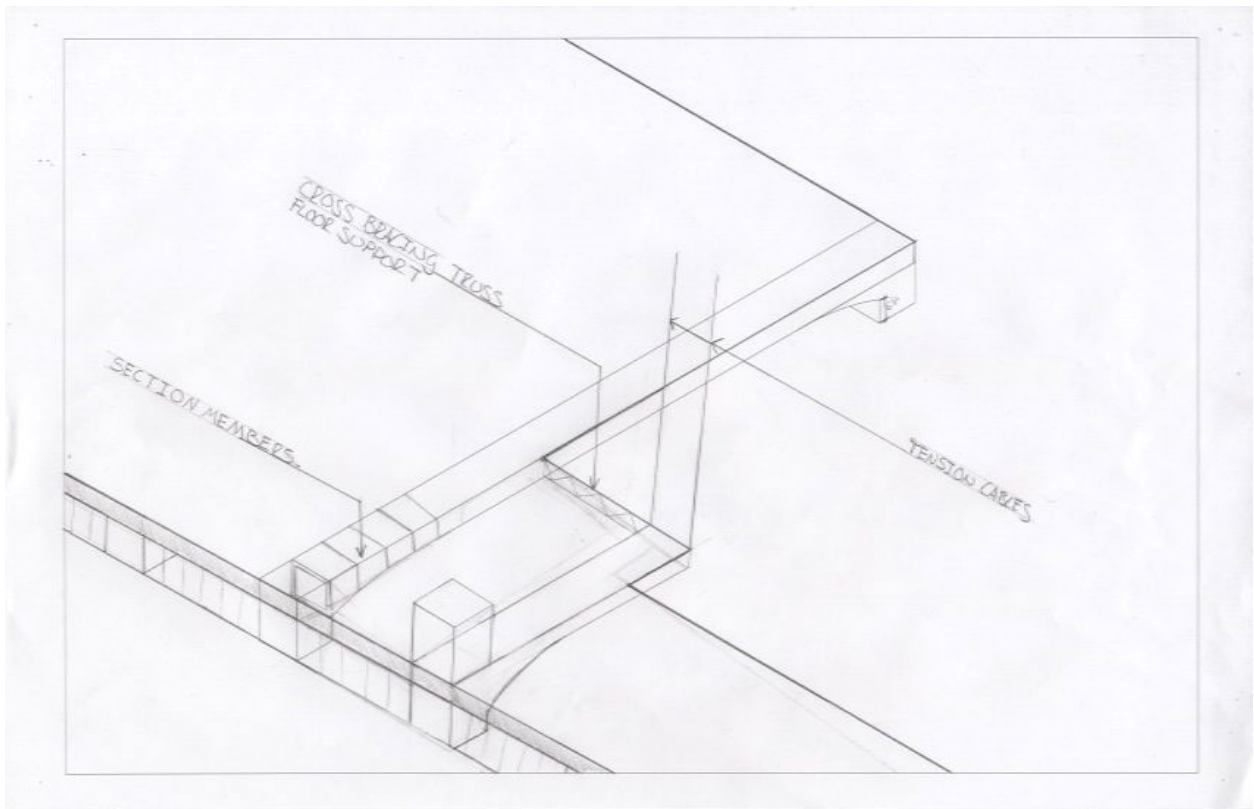 CROSS BRACING TRUSS
FLOOR SUPPORT
SECTION MEMBERS.
TENSION CABLES